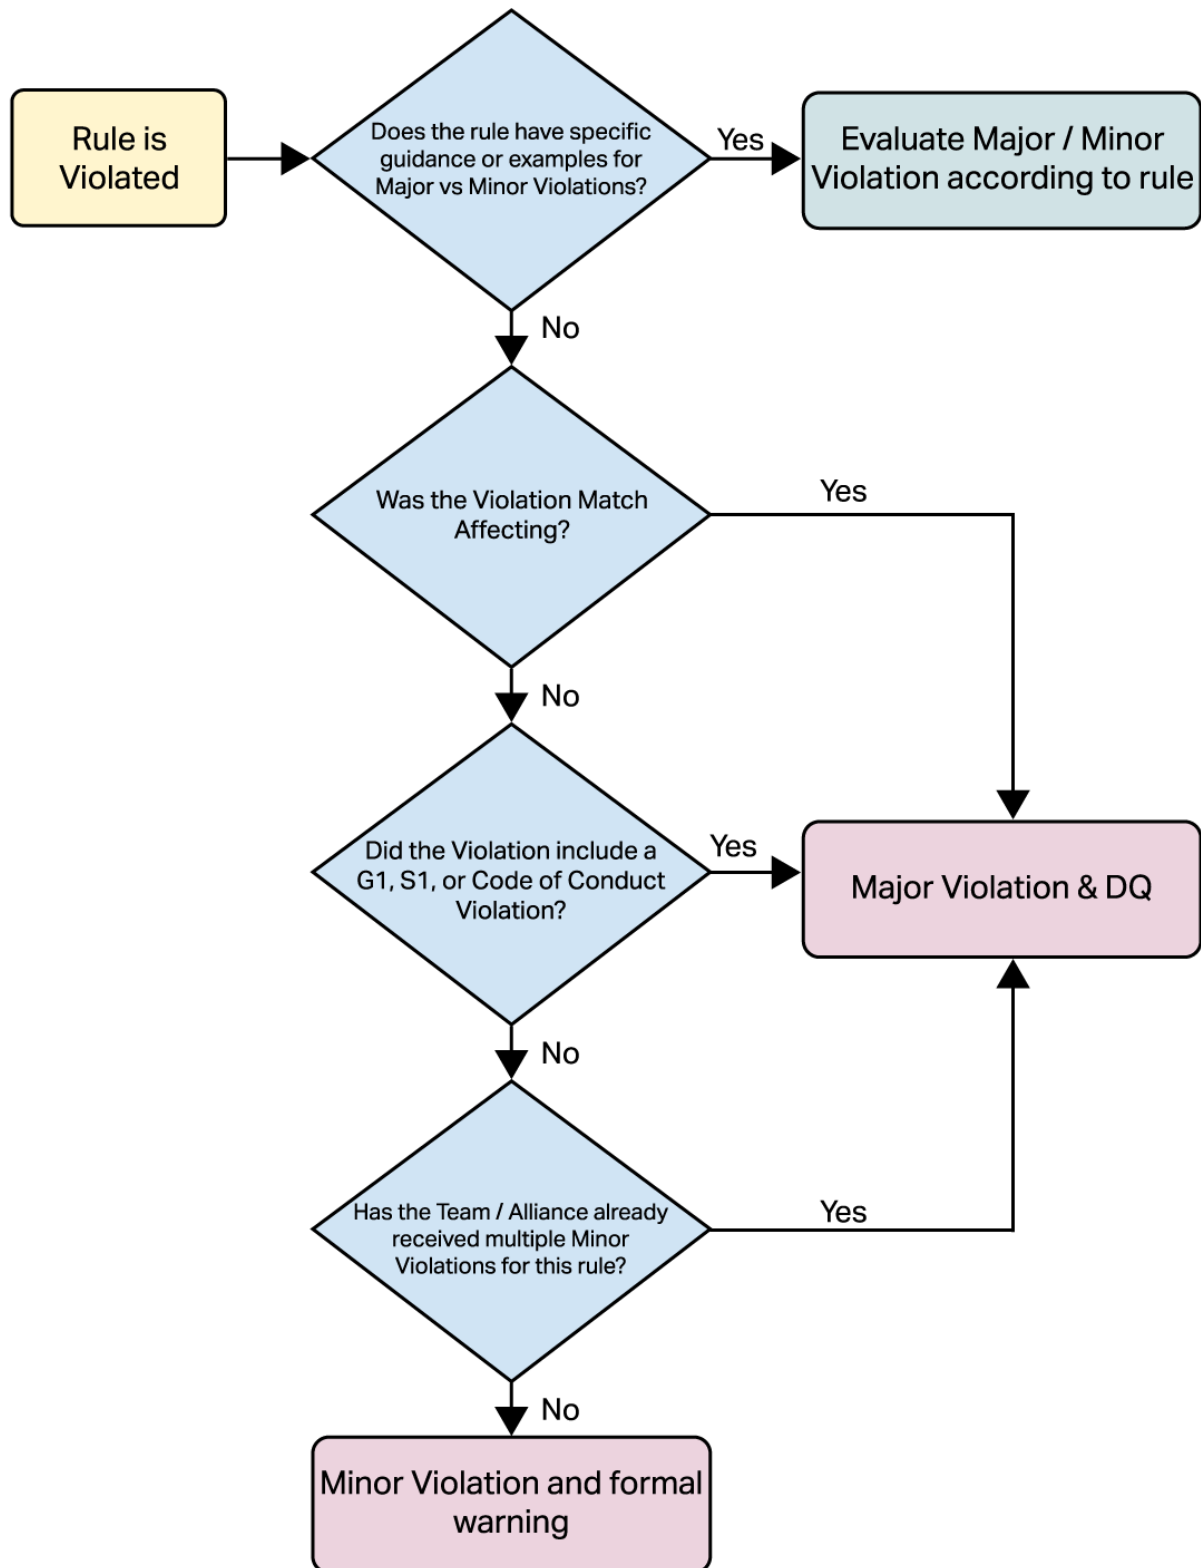 Rule is
Violated
Does the rule have specific
guidance or examples for
Major vs Minor Violations?
Yes
Evaluate Major / Minor
Violation according to rule
No
Was the Violation Match
Affecting?
Yes
No
Did the Violation include a
G1, S1, or Code of Conduct
Violation?
Yes
Major Violation & DQ
No
Has the Team / Alliance already
received multiple Minor
Violations for this rule?
Yes
No
Minor Violation and formal
warning